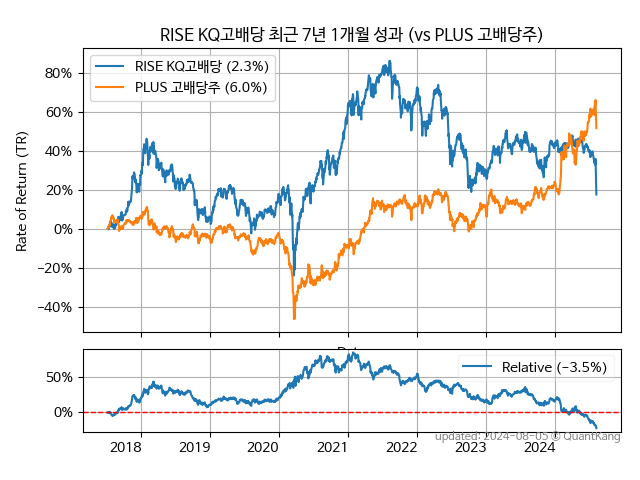 RISE KQ고배당 최근 7년 1개월 성과 (vs PLUS 고배당주)
RISE KQ고배당 (2.3%)
PLUS 고배당주 (6.0%)
Rate of Return (TR)
80%
60%
40%
20%
0%
−20%
−40%
Relative (−3.5%)
50%
0%
2018 2019 2020 2021 2022 2023 2024
updated: 2024-08-05 © QuantKang